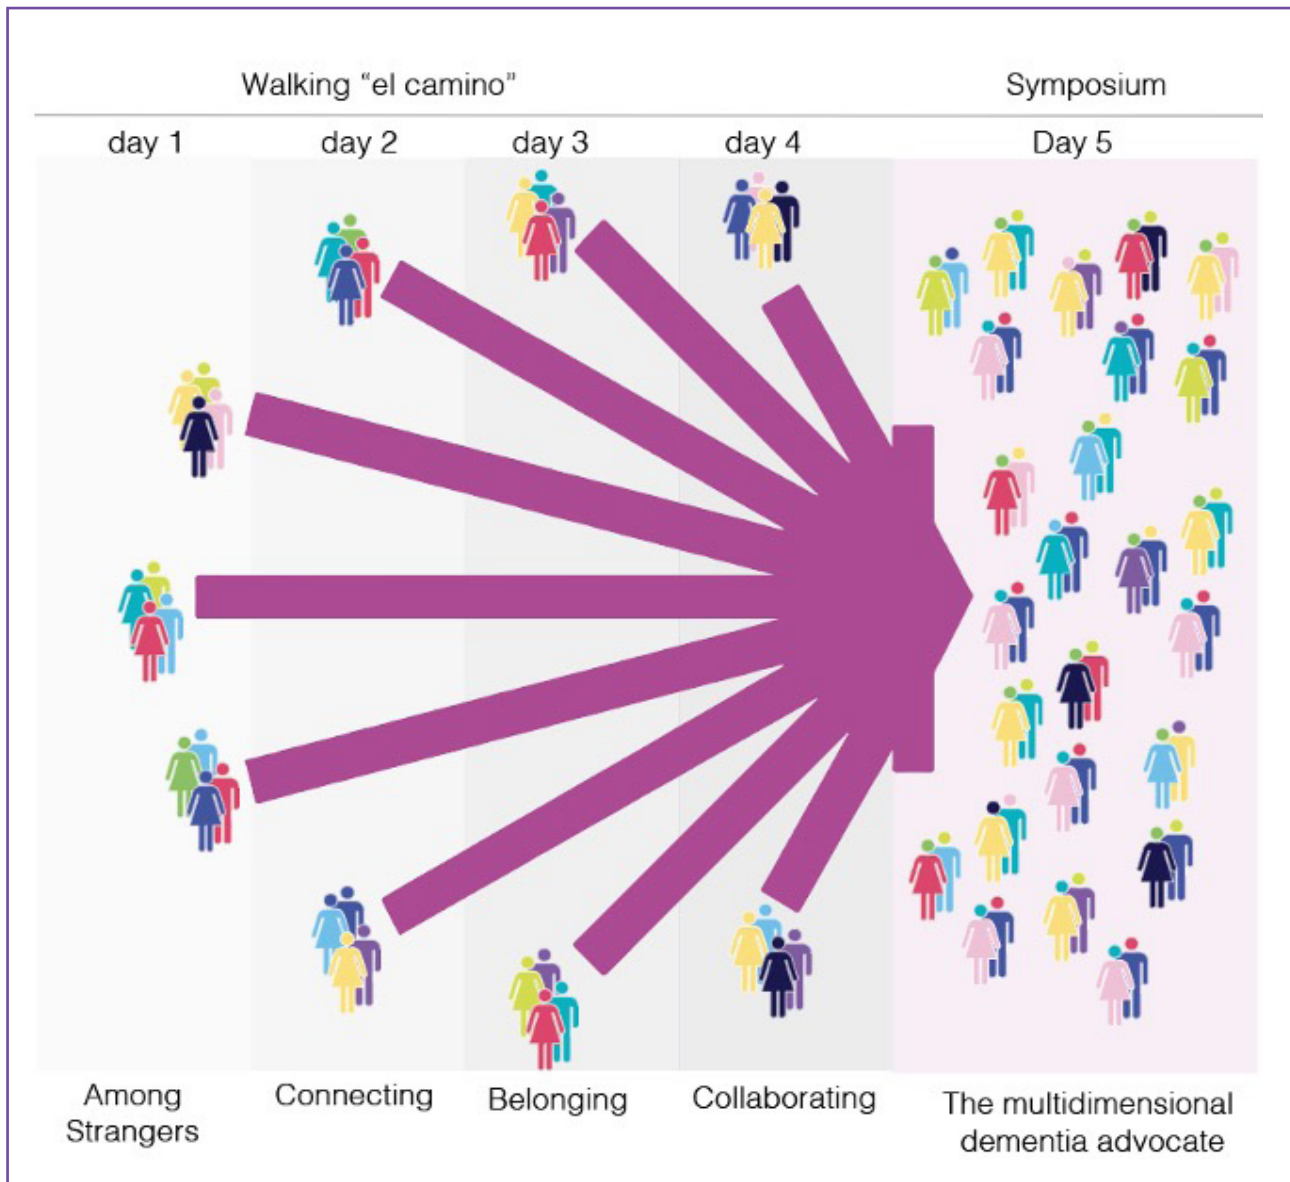 Walking “el camino”
Symposium
day 1
day 2
day 3
day 4
Day 5
Among
Strangers
Connecting
Belonging
Collaborating
The multidimensional
dementia advocate